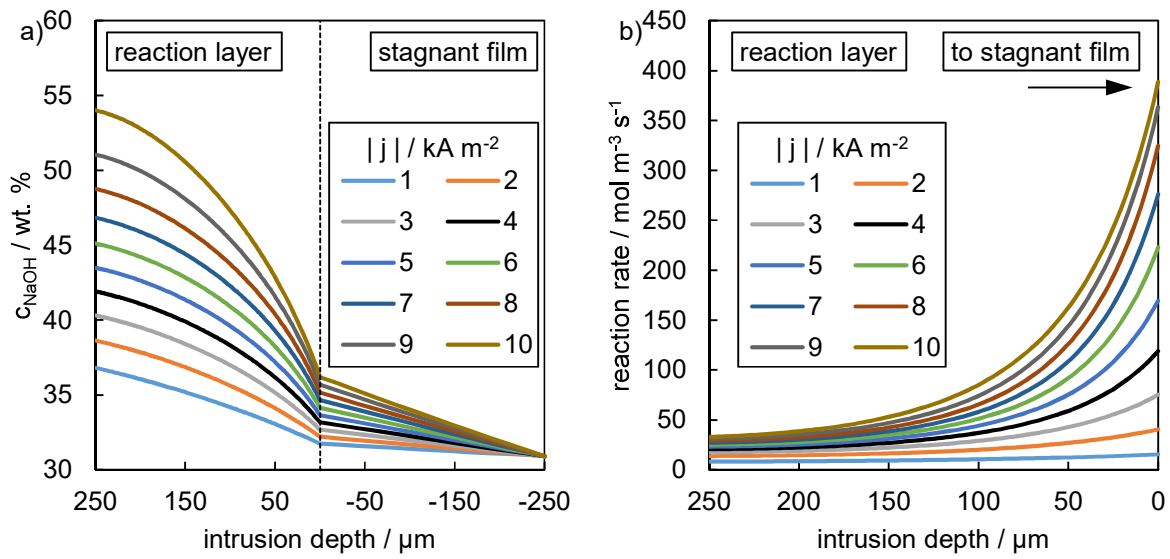 a)
reaction layer
stagnant film
c_NaOH / wt. %
60
55
50
45
40
35
30
| j | / kA m⁻²
1 2
3 4
5 6
7 8
9 10
250 150 50 -50 -150 -250
intrusion depth / µm
b)
reaction layer
to stagnant film
reaction rate / mol m⁻³ s⁻¹
450
400
350
300
250
200
150
100
50
0
| j | / kA m⁻²
1 2
3 4
5 6
7 8
9 10
250 200 150 100 50 0
intrusion depth / µm